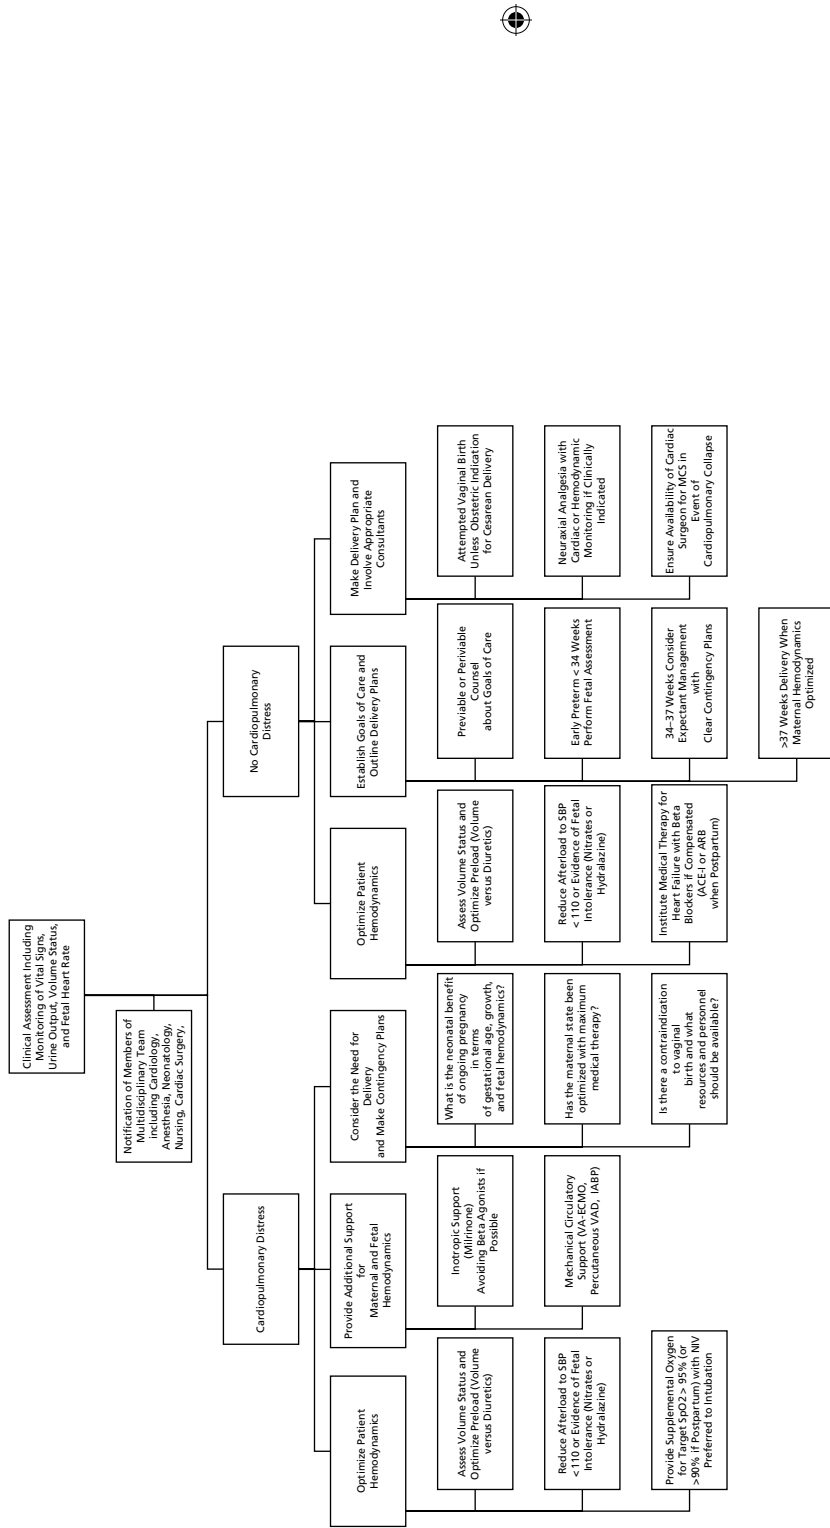 Clinical Assessment Including
Monitoring of Vital Signs,
Urine Output, Volume Status,
and Fetal Heart Rate
Notification of Members of
Multidisciplinary Team
including Cardiology,
Anesthesia, Neonatology,
Nursing, Cardiac Surgery,
Cardiopulmonary Distress
Optimize Patient
Hemodynamics
Assess Volume Status and
Optimize Preload (Volume
versus Diuretics)
Reduce Afterload to SBP
<110 or Evidence of Fetal
Intolerance (Nitrates or
Hydralazine)
Provide Supplemental Oxygen
for Target SpO2 > 95% (or
>90% if Postpartum) with NIV
Preferred to Intubation
Provide Additional Support
for
Maternal and Fetal
Hemodynamics
Inotropic Support
(Milrinone)
Avoiding Beta Agonists if
Possible
Mechanical Circulatory
Support (VA-ECMO,
Percutaneous VAD, IABP)
Consider the Need for
Delivery
and Make Contingency Plans
What is the neonatal benefit
of ongoing pregnancy
in terms
of gestational age, growth,
and fetal hemodynamics?
Has the maternal state been
optimized with maximum
medical therapy?
Is there a contraindication
to vaginal
birth and what
resources and personnel
should be available?
No Cardiopulmonary
Distress
Optimize Patient
Hemodynamics
Assess Volume Status and
Optimize Preload (Volume
versus Diuretics)
Reduce Afterload to SBP
<110 or Evidence of Fetal
Intolerance (Nitrates or
Hydralazine)
Institute Medical Therapy for
Heart Failure with Beta
Blockers if Compensated
(ACE-I or ARB
when Postpartum)
Establish Goals of Care and
Outline Delivery Plans
Previable or Periviable
Counsel
about Goals of Care
Early Preterm < 34 Weeks
Perform Fetal Assessment
34–37 Weeks Consider
Expectant Management
with
Clear Contingency Plans
>37 Weeks Delivery When
Maternal Hemodynamics
Optimized
Make Delivery Plan and
Involve Appropriate
Consultants
Attempted Vaginal Birth
Unless Obstetric Indication
for Cesarean Delivery
Neuraxial Analgesia with
Cardiac or Hemodynamic
Monitoring if Clinically
Indicated
Ensure Availability of Cardiac
Surgeon for MCS in
Event of
Cardiopulmonary Collapse